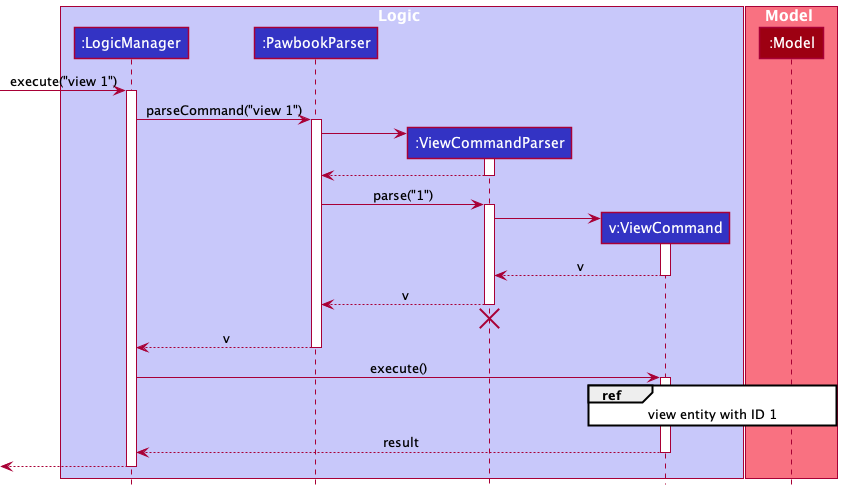 Logic
Model
:LogicManager
:PawbookParser
:Model
execute("view 1")
parseCommand("view 1")
:ViewCommandParser
parse("1")
v:ViewCommand
v
v
v
execute()
ref
view entity with ID 1
result